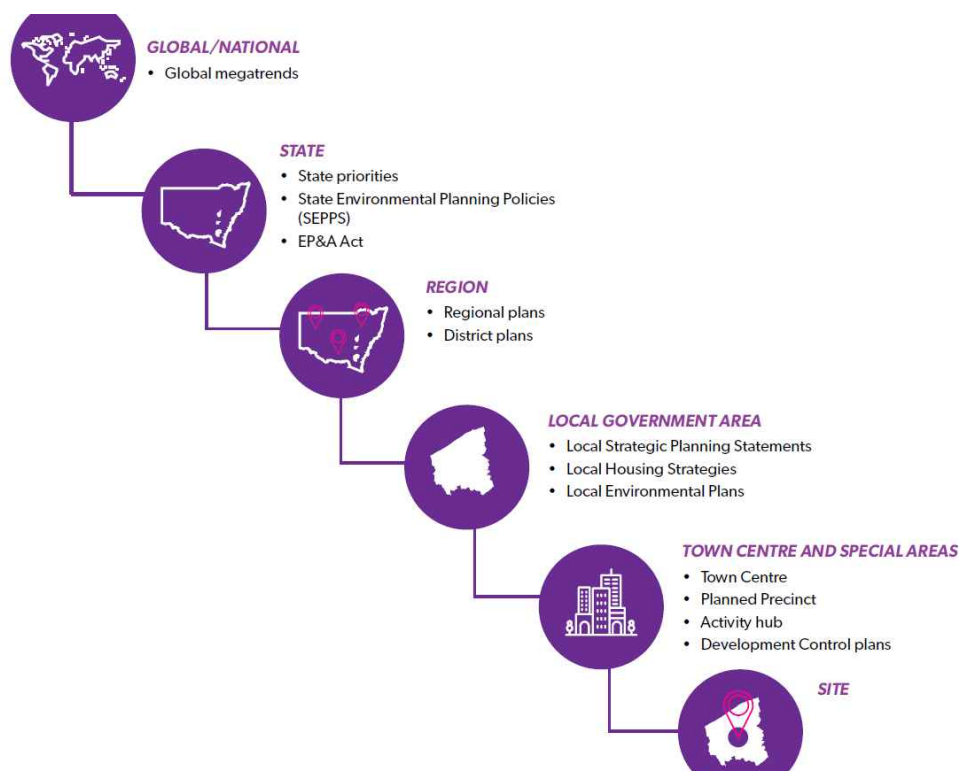 GLOBAL/NATIONAL
• Global megatrends
STATE
• State priorities
• State Environmental Planning Policies
(SEPPS)
• EP&A Act
REGION
• Regional plans
• District plans
LOCAL GOVERNMENT AREA
• Local Strategic Planning Statements
• Local Housing Strategies
• Local Environmental Plans
TOWN CENTRE AND SPECIAL AREAS
• Town Centre
• Planned Precinct
• Activity hub
• Development Control plans
SITE